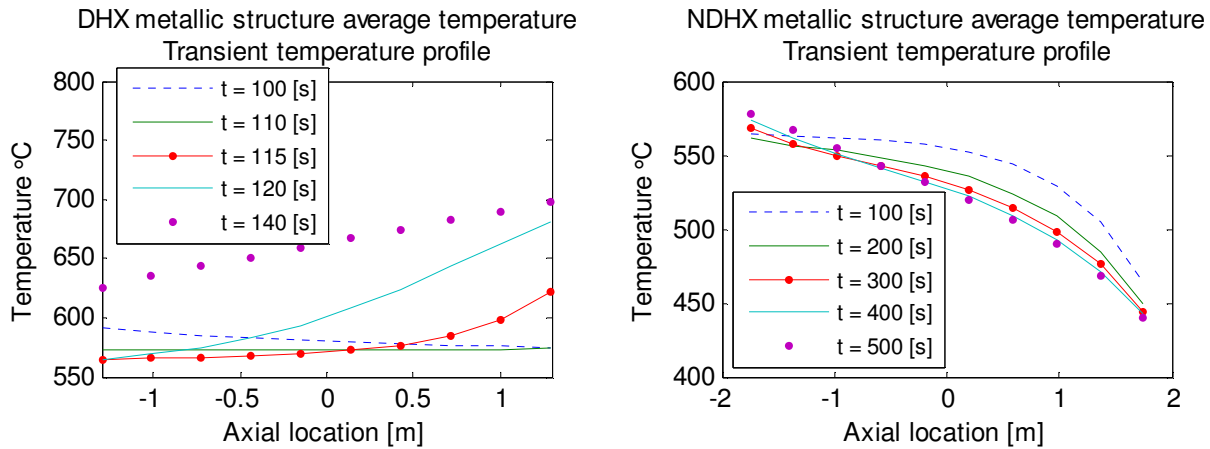 DHX metallic structure average temperature
Transient temperature profile
800
750
700
650
600
550
Temperature ºC
t = 100 [s]
t = 110 [s]
t = 115 [s]
t = 120 [s]
t = 140 [s]
-1
-0.5
0
0.5
1
Axial location [m]
NDHX metallic structure average temperature
Transient temperature profile
600
550
500
450
400
Temperature ºC
t = 100 [s]
t = 200 [s]
t = 300 [s]
t = 400 [s]
t = 500 [s]
-2
-1
0
1
2
Axial location [m]